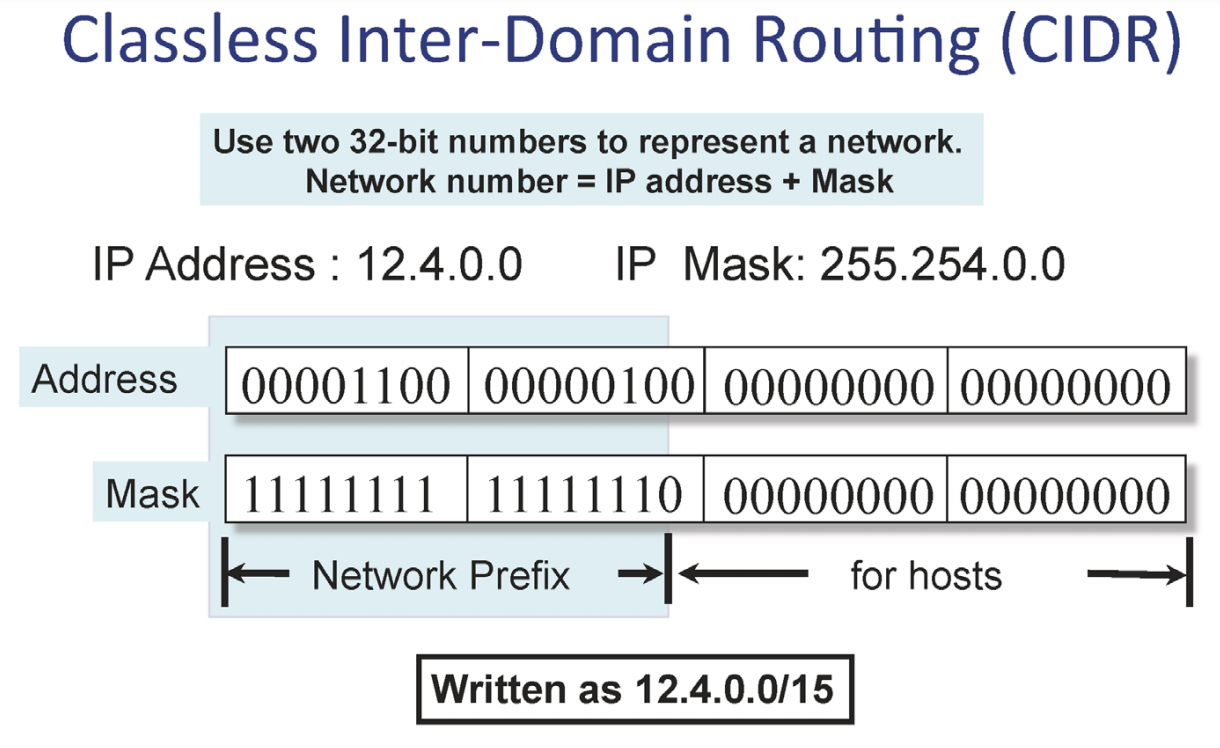 Classless Inter-Domain Routing (CIDR)
Use two 32-bit numbers to represent a network.
Network number = IP address + Mask
IP Address : 12.4.0.0 IP Mask: 255.254.0.0
Address 00001100 00000100 00000000 00000000
Mask 11111111 11111110 00000000 00000000
Network Prefix for hosts
Written as 12.4.0.0/15